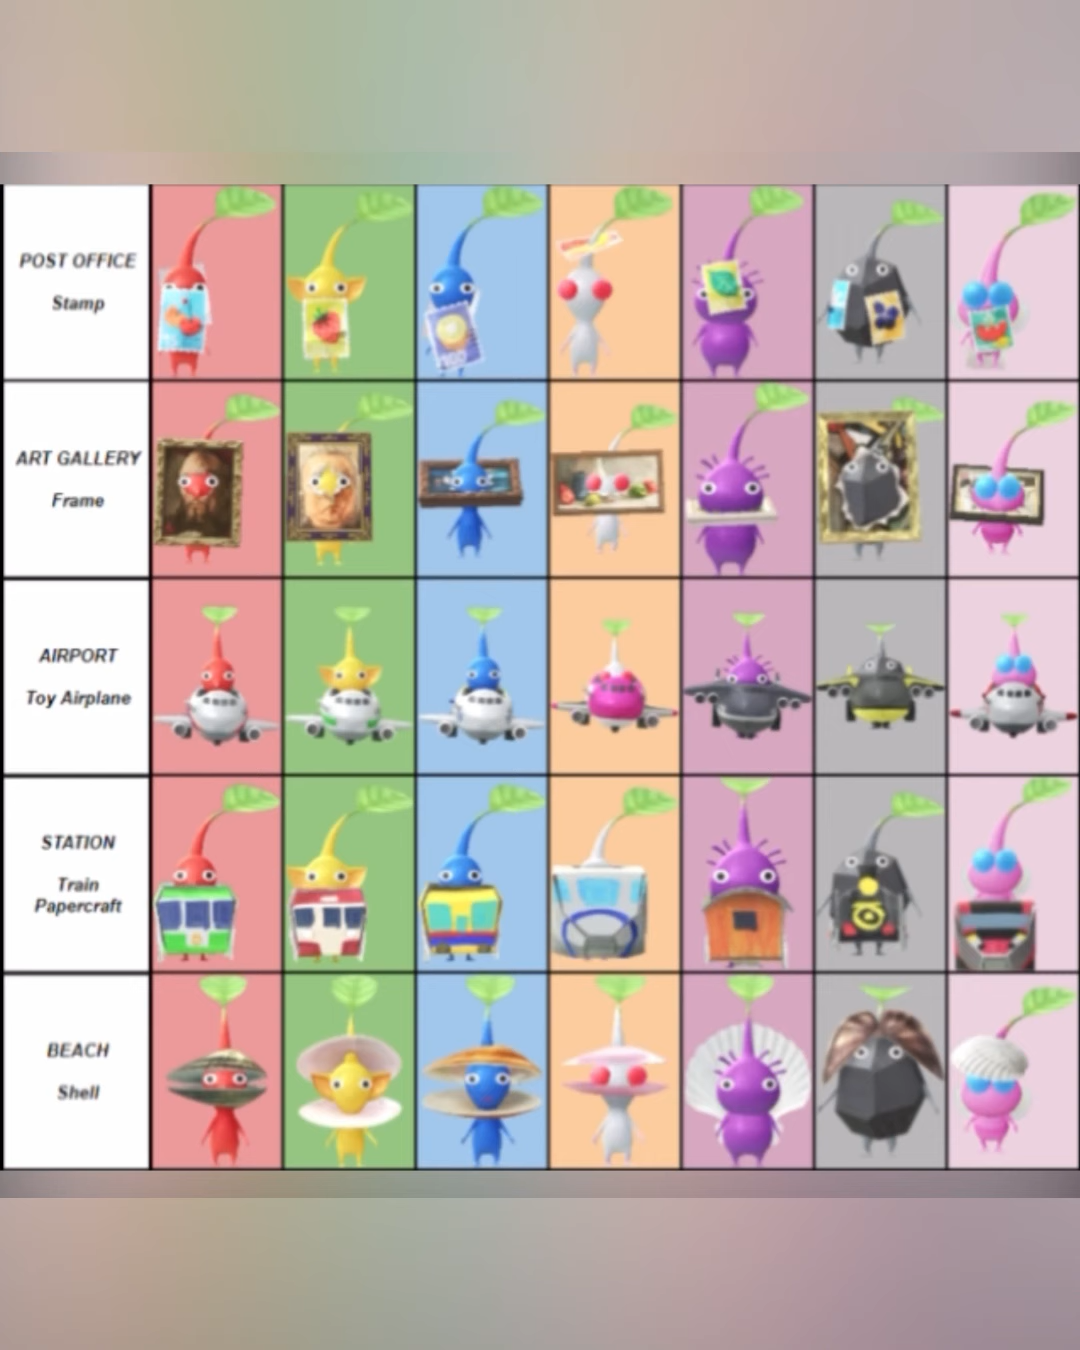 POST OFFICE
Stamp
ART GALLERY
Frame
AIRPORT
Toy Airplane
STATION
Train
Papercraft
BEACH
Shell